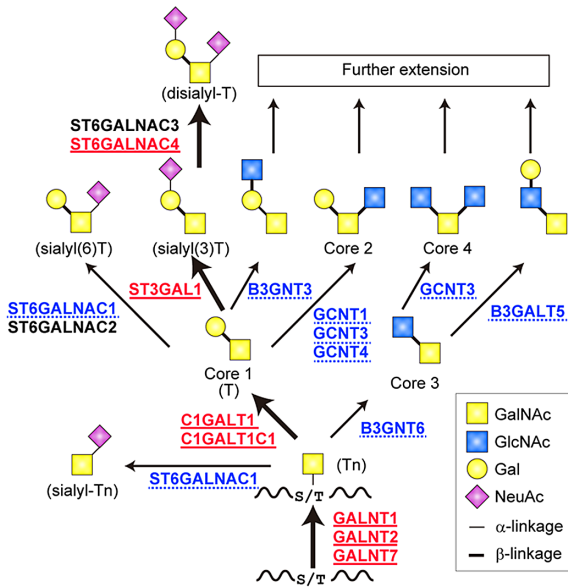 Further extension
(disialyl-T)
ST6GALNAC3
ST6GALNAC4
(sialyl(6)T)
(sialyl(3)T)
Core 2
Core 4
ST3GAL1
B3GNT3
GCNT3
ST6GALNAC1
ST6GALNAC2
GCNT1
GCNT3
GCNT4
B3GALT5
Core 1
(T)
Core 3
C1GALT1
C1GALT1C1
B3GNT6
(Tn)
(sialyl-Tn)
ST6GALNAC1
S/T
GALNT1
GALNT2
GALNT7
S/T
GalNAc
GlcNAc
Gal
NeuAc
α-linkage
β-linkage